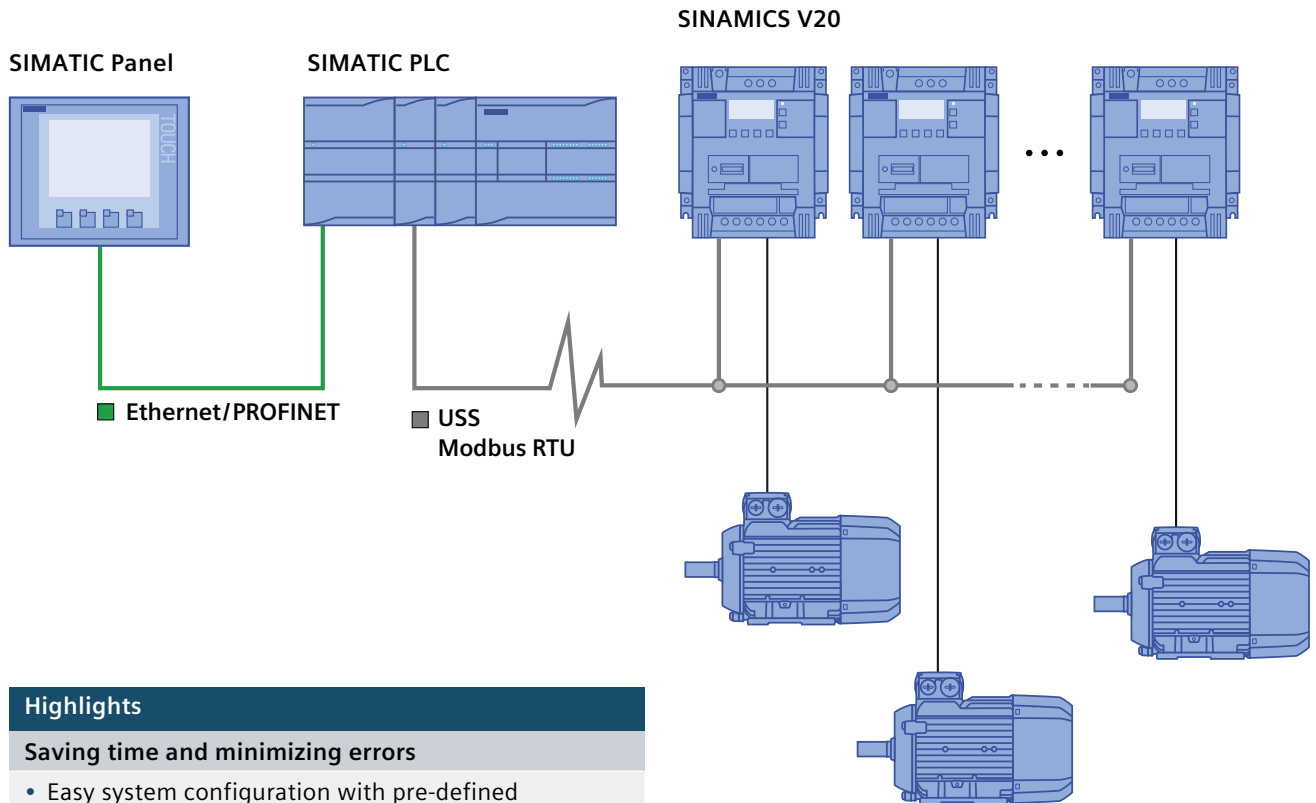 SINAMICS V20
SIMATIC Panel
SIMATIC PLC
TOUCH
...
Ethernet/PROFINET
USS
Modbus RTU
Highlights
Saving time and minimizing errors
• Easy system configuration with pre-defined